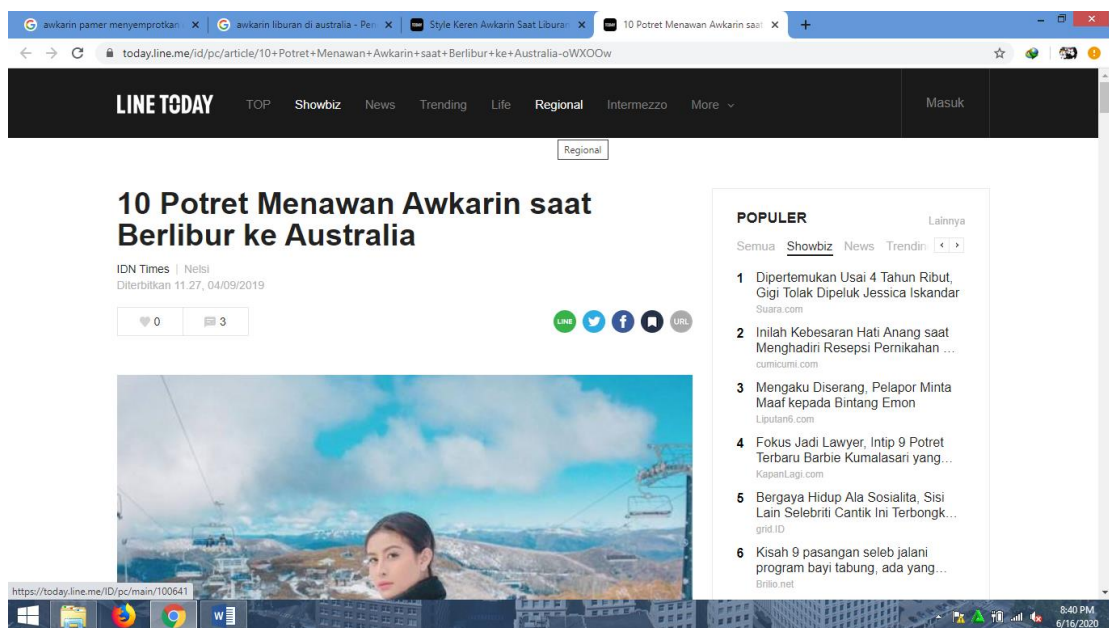 awkarin pamer menyemprotkan
awkarin liburan di australia - Pen
Style Keren Awkarin Saat Liburan
10 Potret Menawan Awkarin saat
today.line.me/id/pc/article/10+Potret+Menawan+Awkarin+saat+Berlibur+ke+Australia-oWXOOw
LINE TODAY TOP Showbiz News Trending Life Regional Intermezzo More Masuk
Regional
10 Potret Menawan Awkarin saat
Berlibur ke Australia
IDN Times | Nelsi
Diterbitkan 11.27, 04/09/2019
0 3
LINE URL
POPULER Lainnya
Semua Showbiz News Trendin
1 Dipertemukan Usai 4 Tahun Ribut,
Gigi Tolak Dipeluk Jessica Iskandar
Suara.com
2 Inilah Kebesaran Hati Anang saat
Menghadiri Resepsi Pernikahan ...
cumicumi.com
3 Mengaku Diserang, Pelapor Minta
Maaf kepada Bintang Emon
Liputan6.com
4 Fokus Jadi Lawyer, Intip 9 Potret
Terbaru Barbie Kumalasari yang...
KapanLagi.com
5 Bergaya Hidup Ala Sosialita, Sisi
Lain Selebriti Cantik Ini Terbongk...
grid.ID
6 Kisah 9 pasangan seleb jalani
program bayi tabung, ada yang...
Brilio.net
https://today.line.me/ID/pc/main/100641
8:40 PM
6/16/2020